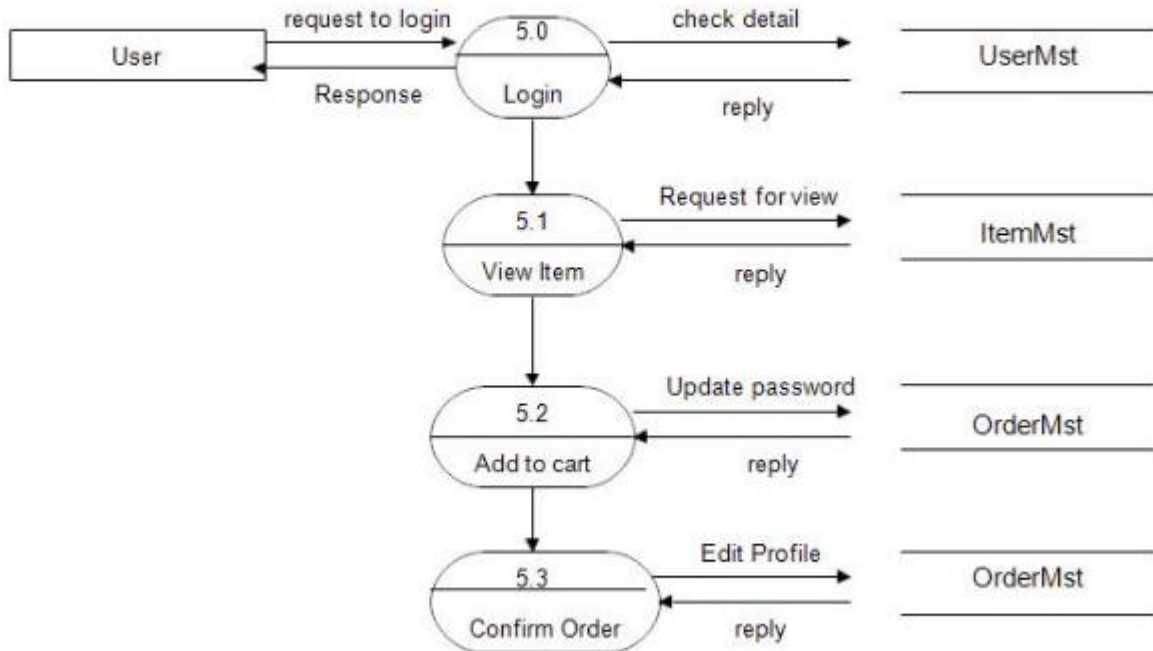 request to login
5.0
check detail
User
UserMst
Response
Login
reply
Request for view
5.1
ItemMst
View Item
reply
Update password
5.2
OrderMst
Add to cart
reply
Edit Profile
5.3
OrderMst
Confirm Order
reply